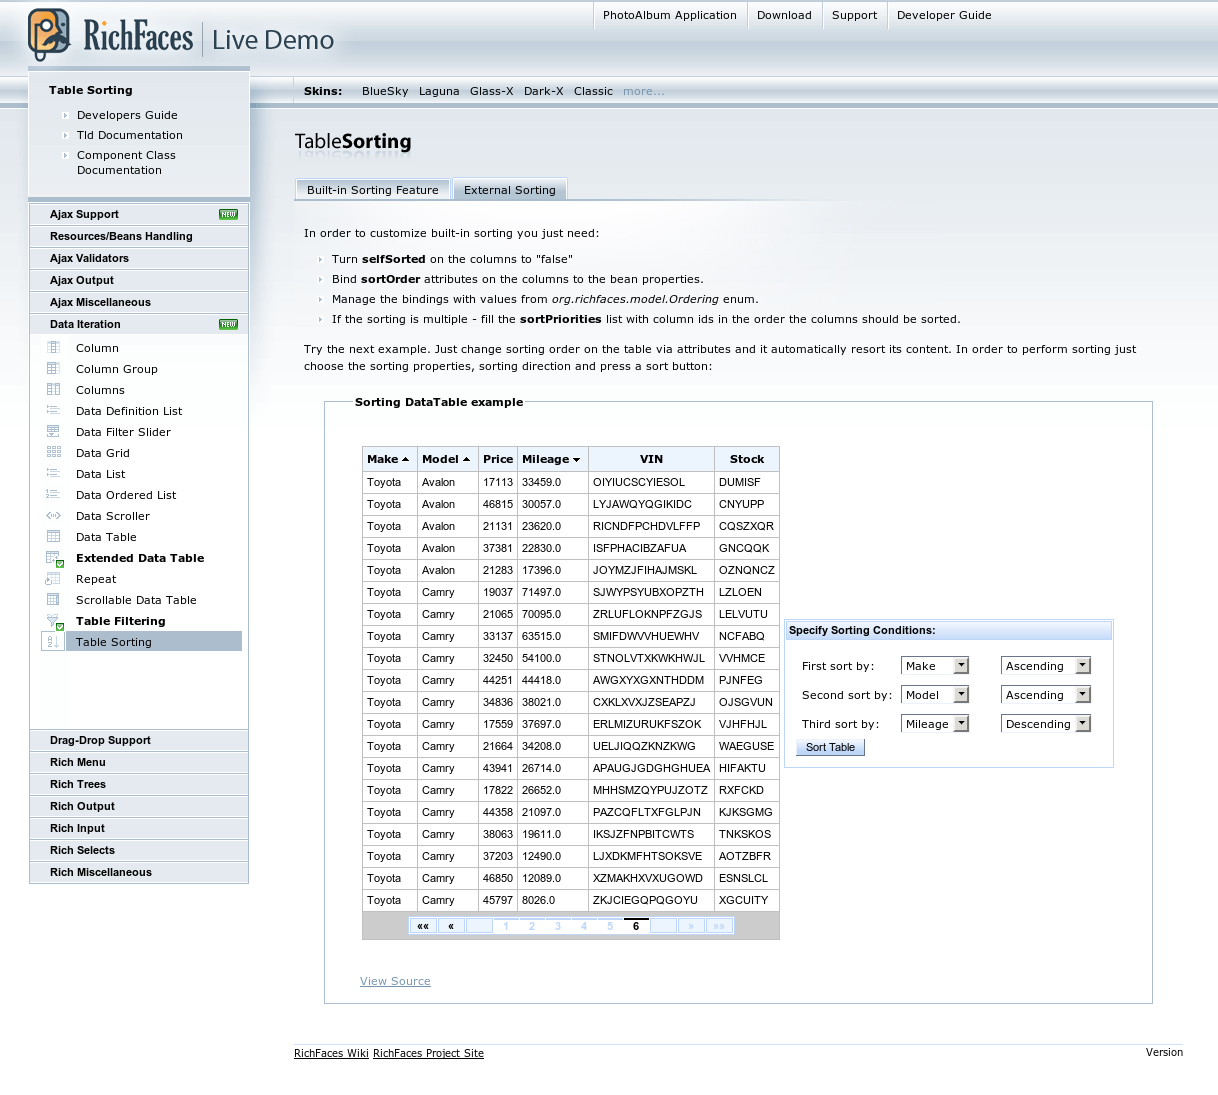 PhotoAlbum Application Download Support Developer Guide
RichFaces Live Demo
Table Sorting
Developers Guide
Tld Documentation
Component Class
Documentation
Skins: BlueSky Laguna Glass-X Dark-X Classic more...
TableSorting
Built-in Sorting Feature External Sorting
Ajax Support NEW
Resources/Beans Handling
Ajax Validators
Ajax Output
Ajax Miscellaneous
Data Iteration NEW
Column
Column Group
Columns
Data Definition List
Data Filter Slider
Data Grid
Data List
Data Ordered List
Data Scroller
Data Table
Extended Data Table
Repeat
Scrollable Data Table
Table Filtering
Table Sorting
Drag-Drop Support
Rich Menu
Rich Trees
Rich Output
Rich Input
Rich Selects
Rich Miscellaneous
In order to customize built-in sorting you just need:
Turn selfSorted on the columns to "false"
Bind sortOrder attributes on the columns to the bean properties.
Manage the bindings with values from org.richfaces.model.Ordering enum.
If the sorting is multiple - fill the sortPriorities list with column ids in the order the columns should be sorted.
Try the next example. Just change sorting order on the table via attributes and it automatically resort its content. In order to perform sorting just
choose the sorting properties, sorting direction and press a sort button:
Sorting DataTable example
Make Model Price Mileage VIN Stock
Toyota Avalon 17113 33459.0 OIYIUCSCYIESOL DUMISF
Toyota Avalon 46815 30057.0 LYJAWQYQGIKIDC CNYUPP
Toyota Avalon 21131 23620.0 RICNDFPCHDVLFFP CQSZXQR
Toyota Avalon 37381 22830.0 ISFPHACIBZAFUA GNCQQK
Toyota Avalon 21283 17396.0 JOYMZJFIHAJMSKL OZNQNCZ
Toyota Camry 19037 71497.0 SJWYPSYUBXOPZTH LZLOEN
Toyota Camry 21065 70095.0 ZRLUFLOKNPFZGJS LELVUTU
Toyota Camry 33137 63515.0 SMIFDWVVHUEWHV NCFABQ
Toyota Camry 32450 54100.0 STNOLVTXKWKHWJL VVHMCE
Toyota Camry 44251 44418.0 AWGXYXGXNTHDDM PJNFEG
Toyota Camry 34836 38021.0 CXKLXVXJZSEAPZJ OJSGVUN
Toyota Camry 17559 37697.0 ERLMIZURUKFSZOK VJHFHJL
Toyota Camry 21664 34208.0 UELJIQQZKNZKWG WAEGUSE
Toyota Camry 43941 26714.0 APAUGJGDGHGHUEA HIFAKTU
Toyota Camry 17822 26652.0 MHHSMZQYPUJZOTZ RXFCKD
Toyota Camry 44358 21097.0 PAZCQFLTXFGLPJN KJKSGMG
Toyota Camry 38063 19611.0 IKSJZFNPBITCWTS TNKSKOS
Toyota Camry 37203 12490.0 LJXDKMFHTSOKSVE AOTZBFR
Toyota Camry 46850 12089.0 XZMAKHXVXUGOWD ESNSLCL
Toyota Camry 45797 8026.0 ZKJCIEGQPQGOYU XGCUITY
«« « 1 2 3 4 5 6 » »»
Specify Sorting Conditions:
First sort by: Make Ascending
Second sort by: Model Ascending
Third sort by: Mileage Descending
Sort Table
View Source
RichFaces Wiki RichFaces Project Site Version